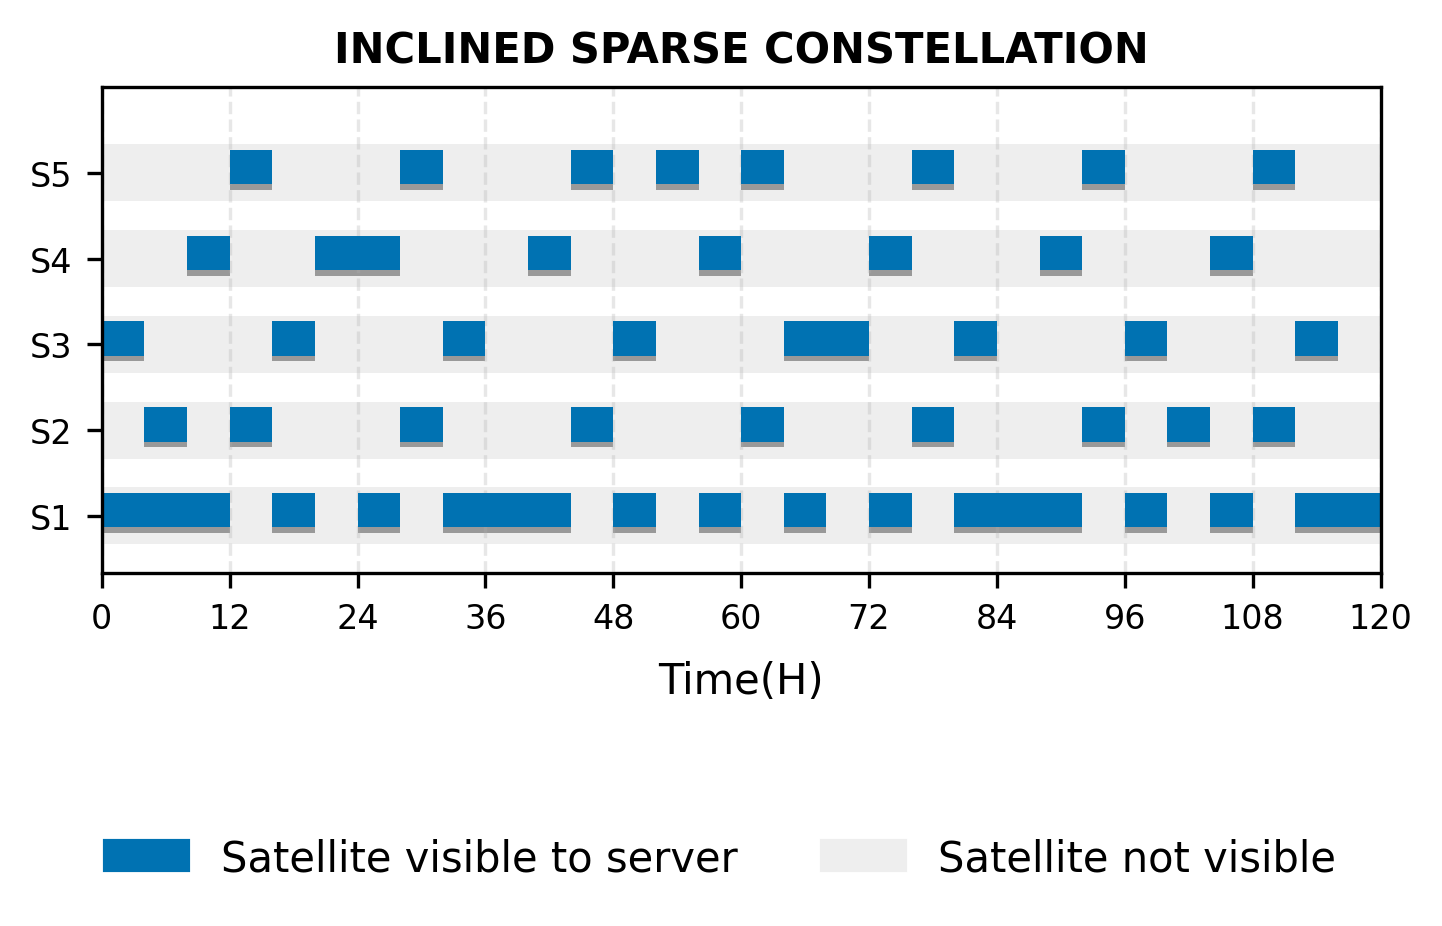 INCLINED SPARSE CONSTELLATION
S5
S4
S3
S2
S1
0 12 24 36 48 60 72 84 96 108 120
Time(H)
Satellite visible to server Satellite not visible